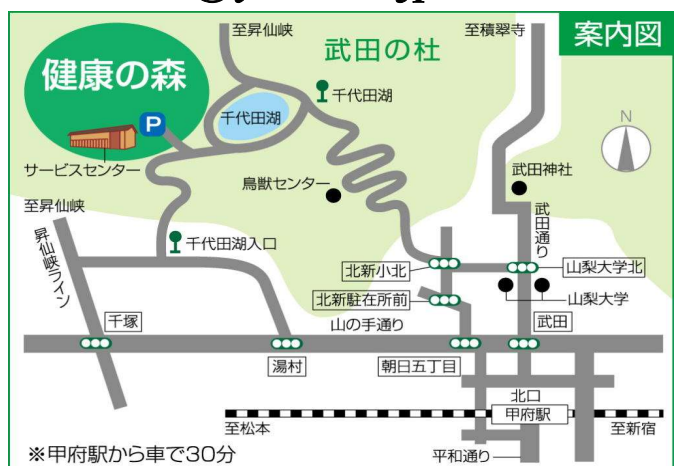 至昇仙峡
武田の杜
至積翠寺
案内図
健康の森
千代田湖
P
千代田湖
N
サービスセンター
鳥獣センター
武田神社
至昇仙峡
武田通り
昇仙峡ライン
千代田湖入口
北新小北
山梨大学北
北新駐在所前
山梨大学
山の手通り
千塚
武田
湯村
朝日五丁目
北口
甲府駅
至松本
至新宿
※甲府駅から車で30分
平和通り